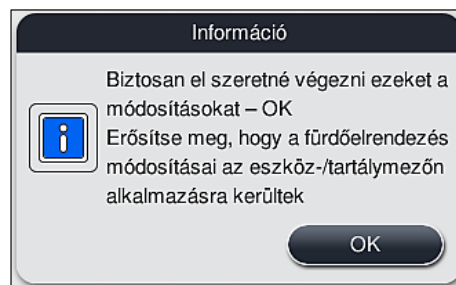 Információ
Biztosan el szeretné végezni ezeket a
módosításokat – OK
Erősítse meg, hogy a fürdőelrendezés
módosításai az eszköz-/tartálymezőn
alkalmazásra kerültek
OK